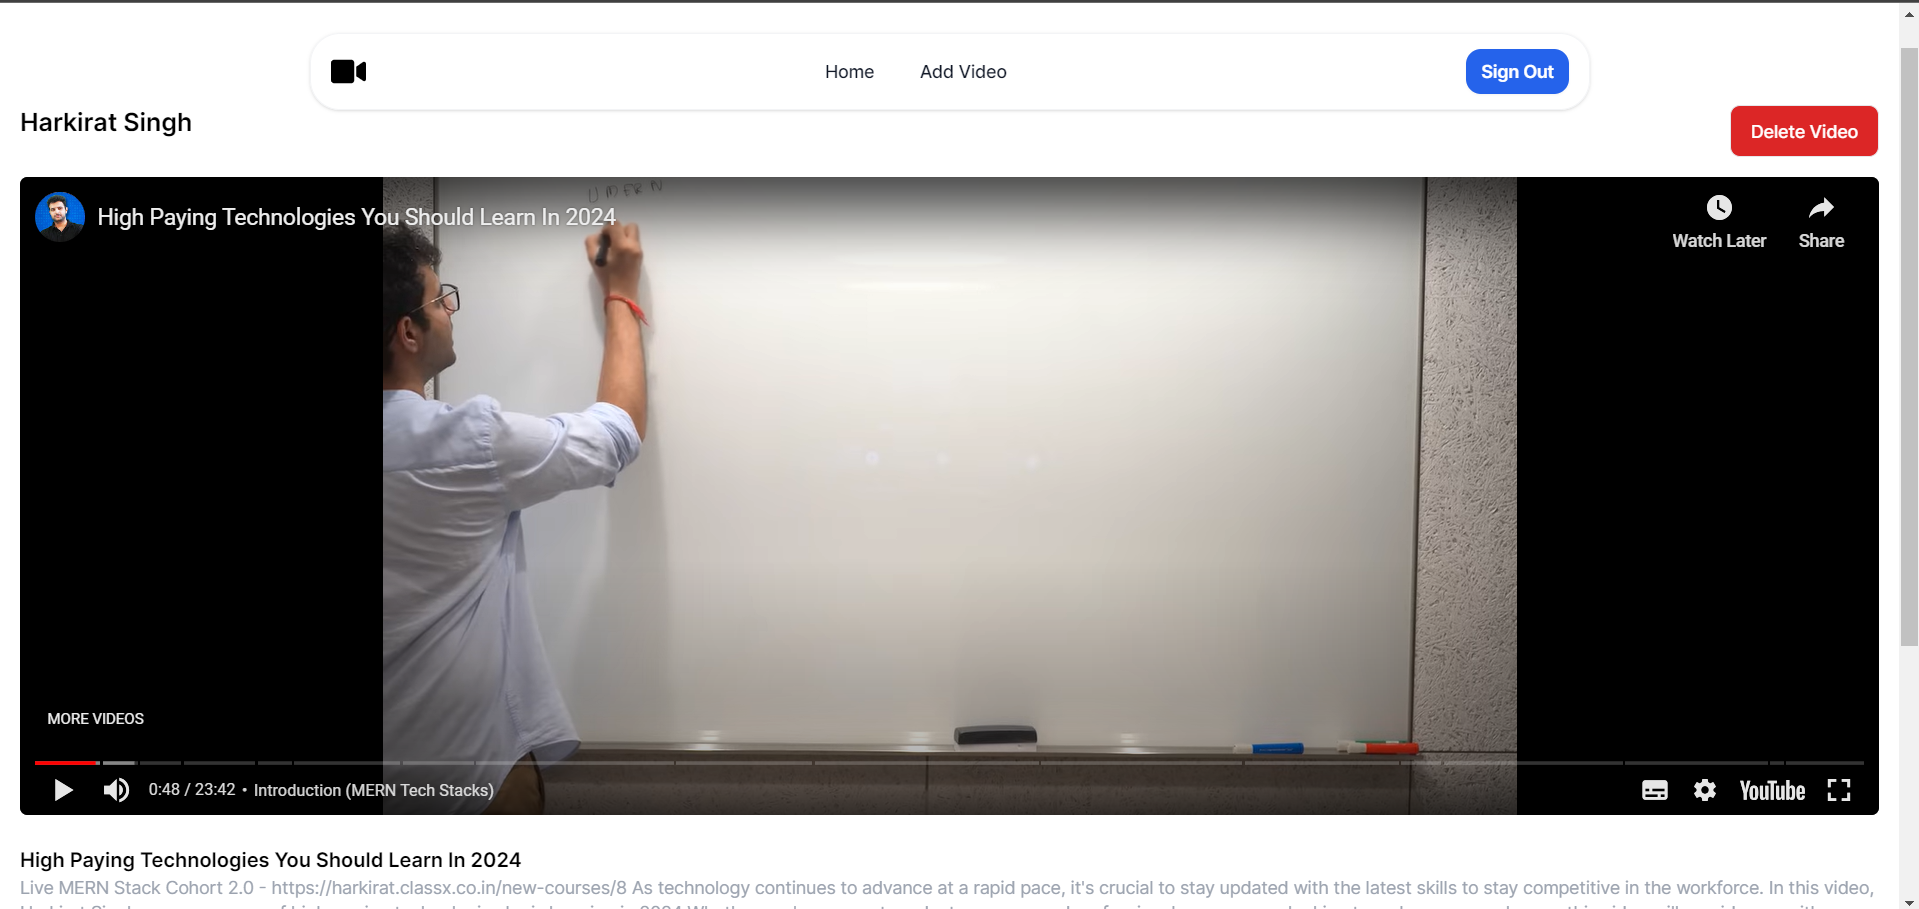 Home
Add Video
Sign Out
Harkirat Singh
Delete Video
High Paying Technologies You Should Learn In 2024
Watch Later
Share
MERN
MORE VIDEOS
0:48 / 23:42 • Introduction (MERN Tech Stacks)
YouTube
High Paying Technologies You Should Learn In 2024
Live MERN Stack Cohort 2.0 - https://harkirat.classx.co.in/new-courses/8 As technology continues to advance at a rapid pace, it's crucial to stay updated with the latest skills to stay competitive in the workforce. In this video,